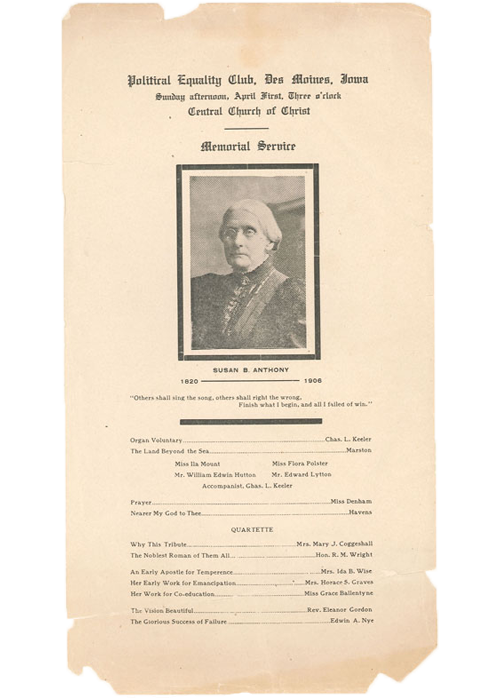 Political Equality Club, Des Moines, Iowa
Sunday afternoon, April First, Three o'clock
Central Church of Christ
Memorial Service
SUSAN B. ANTHONY
1820 1906
"Others shall sing the song, others shall right the wrong,
Finish what I begin, and all I failed of win."
Organ Voluntary Chas. L. Keeler
The Land Beyond the Sea Marston
Miss Ila Mount Miss Flora Polster
Mr. William Edwin Hutton Mr. Edward Lytton
Accompanist, Chas. L. Keeler
Prayer Miss Denham
Nearer My God to Thee Havens
QUARTETTE
Why This Tribute Mrs. Mary J. Coggeshall
The Noblest Roman of Them All Hon. R. M. Wright
An Early Apostle for Temperence Mrs. Ida B. Wise
Her Early Work for Emancipation Mrs. Horace S. Graves
Her Work for Co-education Miss Grace Ballantyne
The Vision Beautiful Rev. Eleanor Gordon
The Glorious Success of Failure Edwin A. Nye